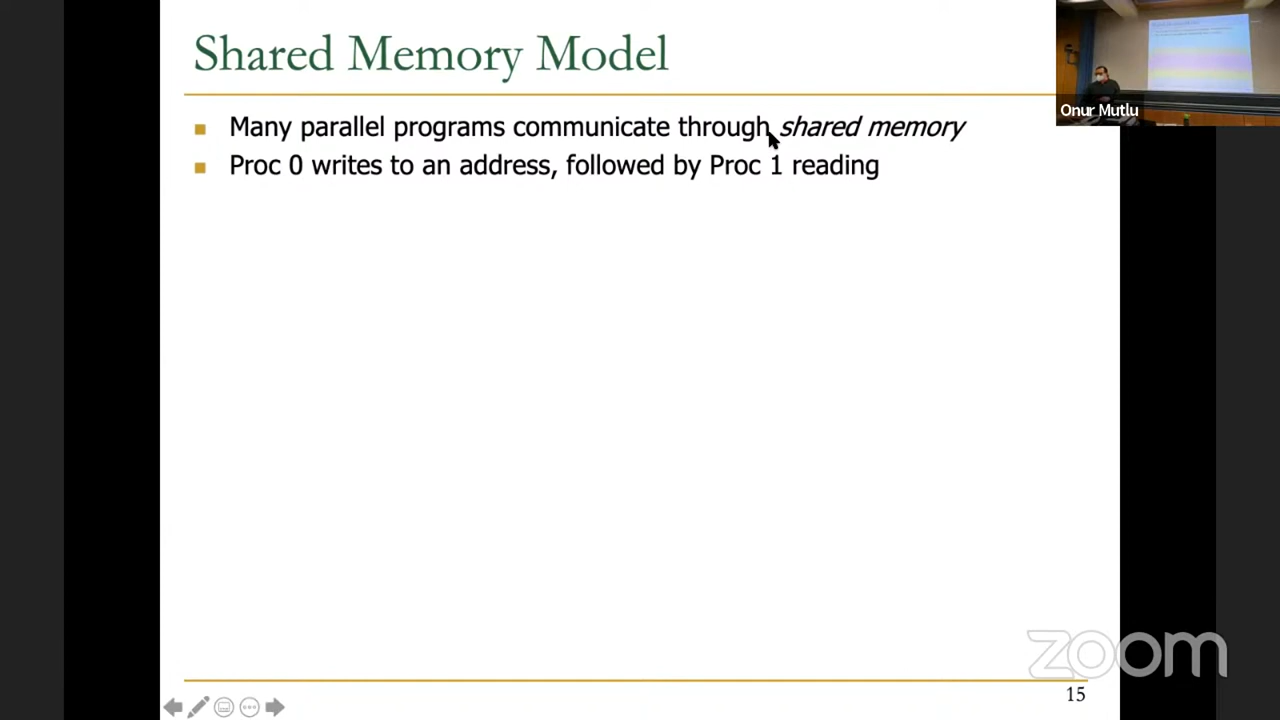 Shared Memory Model
Many parallel programs communicate through shared memory
Proc 0 writes to an address, followed by Proc 1 reading
Onur Mutlu
zoom
15